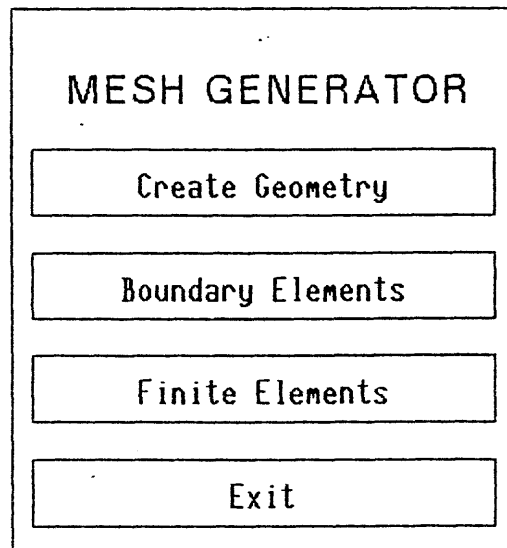 MESH GENERATOR
Create Geometry
Boundary Elements
Finite Elements
Exit